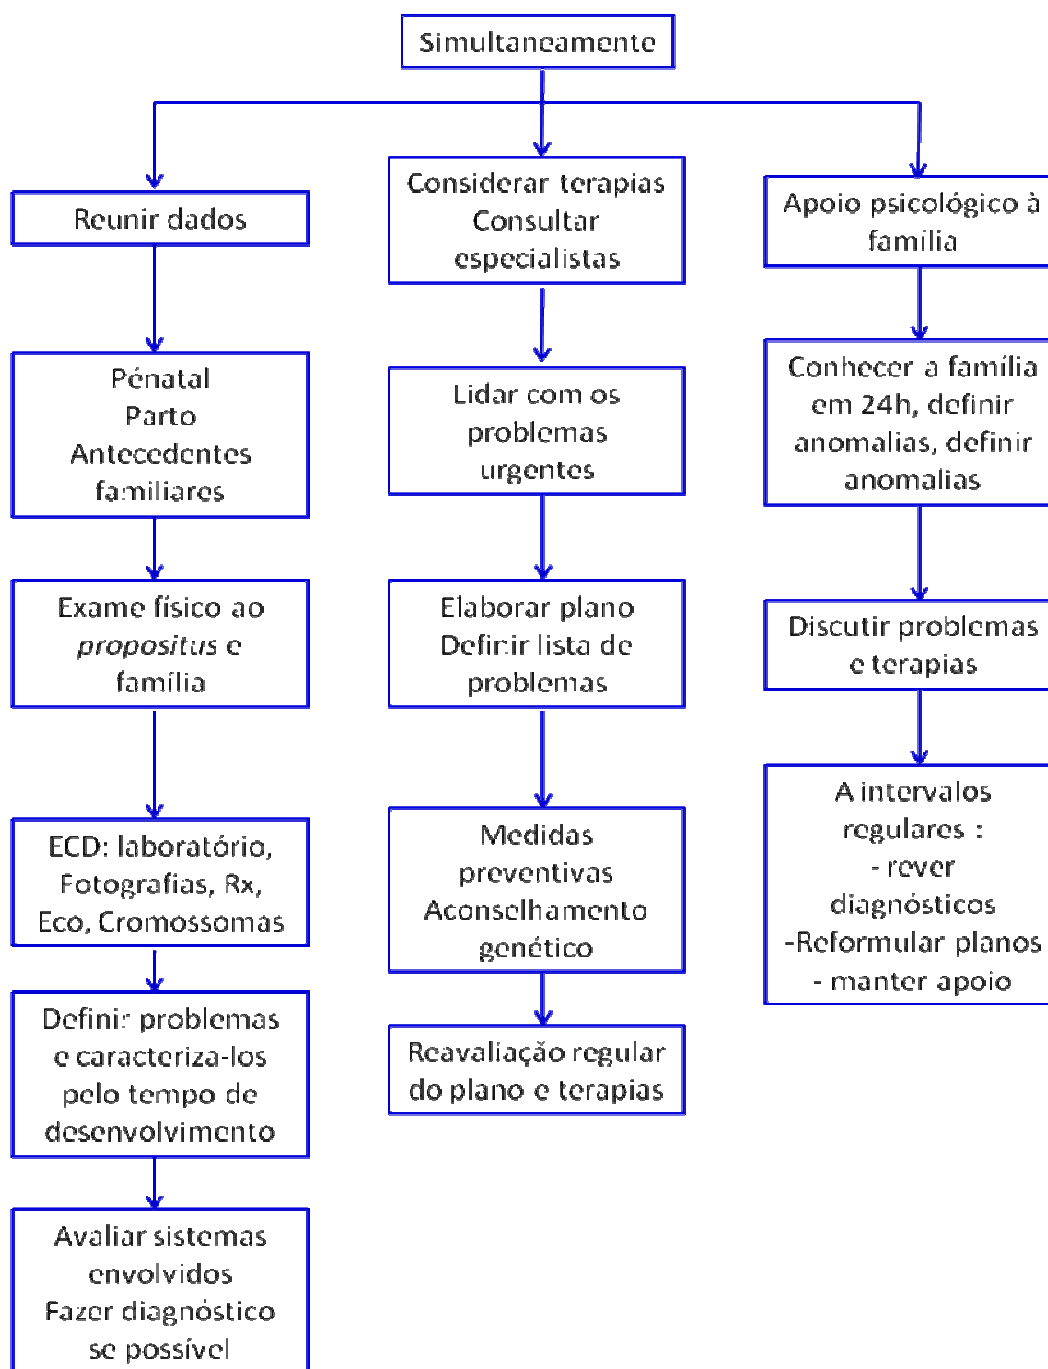 Simultaneamente
Reunir dados
Pénatal
Parto
Antecedentes
familiares
Exame físico ao
propositus e
família
ECD: laboratório,
Fotografias, Rx,
Eco, Cromossomas
Definir problemas
e caracteriza-los
pelo tempo de
desenvolvimento
Avaliar sistemas
envolvidos
Fazer diagnóstico
se possível
Considerar terapias
Consultar
especialistas
Lidar com os
problemas
urgentes
Elaborar plano
Definir lista de
problemas
Medidas
preventivas
Aconselhamento
genético
Reavaliação regular
do plano e terapias
Apoio psicológico à
família
Conhecer a família
em 24h, definir
anomalias, definir
anomalias
Discutir problemas
e terapias
A intervalos
regulares :
- rever
diagnósticos
-Reformular planos
- manter apoio